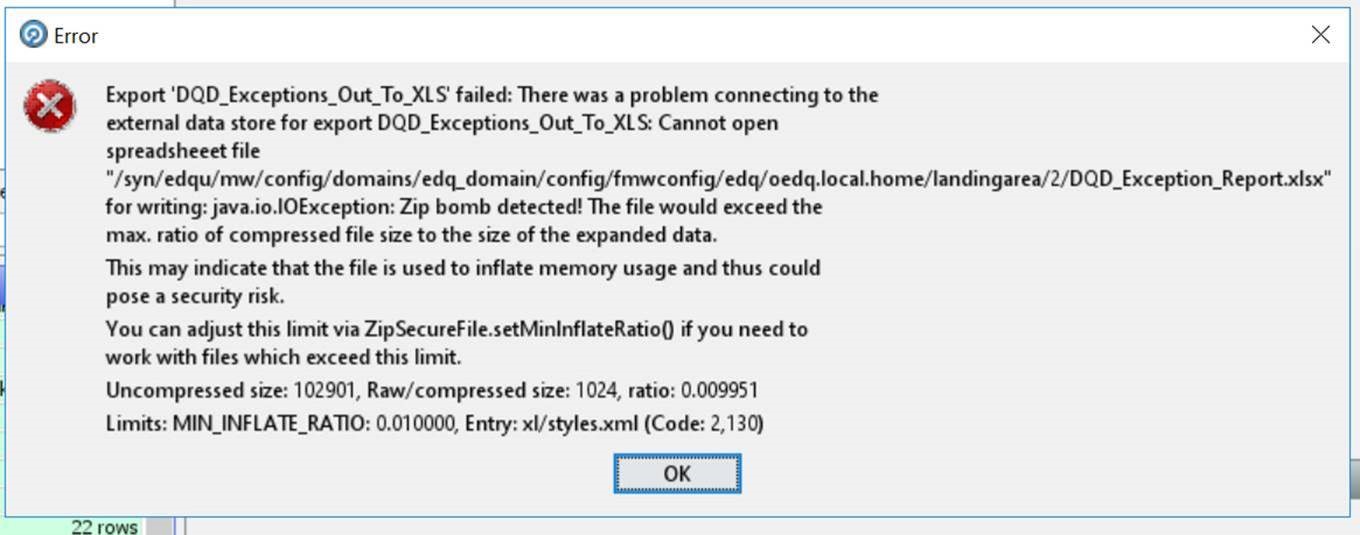 Error
Export 'DQD_Exceptions_Out_To_XLS' failed: There was a problem connecting to the
external data store for export DQD_Exceptions_Out_To_XLS: Cannot open
spreadsheeet file
"/syn/edqu/mw/config/domains/edq_domain/config/fmwconfig/edq/oedq.local.home/landingarea/2/DQD_Exception_Report.xlsx"
for writing: java.io.IOException: Zip bomb detected! The file would exceed the
max. ratio of compressed file size to the size of the expanded data.
This may indicate that the file is used to inflate memory usage and thus could
pose a security risk.
You can adjust this limit via ZipSecureFile.setMinInflateRatio() if you need to
work with files which exceed this limit.
Uncompressed size: 102901, Raw/compressed size: 1024, ratio: 0.009951
Limits: MIN_INFLATE_RATIO: 0.010000, Entry: xl/styles.xml (Code: 2,130)
OK
22 rows